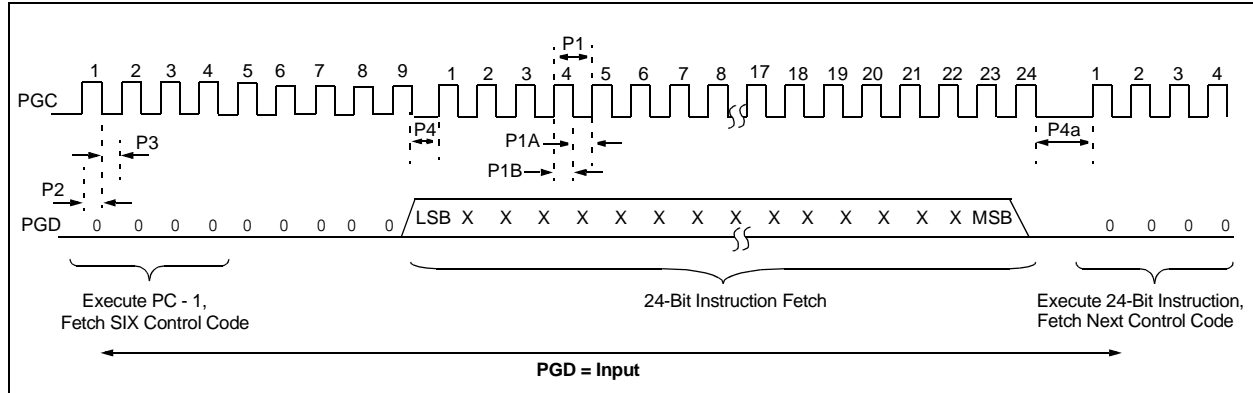 P1
1 2 3 4 5 6 7 8 9 1 2 3 4 5 6 7 8 17 18 19 20 21 22 23 24 1 2 3 4
PGC
P4
P4a
P3
P1A
P1B
P2
PGD
0 0 0 0 0 0 0 0 0 LSB X X X X X X X X X X X X X X MSB 0 0 0 0
Execute PC - 1,
Fetch SIX Control Code
24-Bit Instruction Fetch
Execute 24-Bit Instruction,
Fetch Next Control Code
PGD = Input